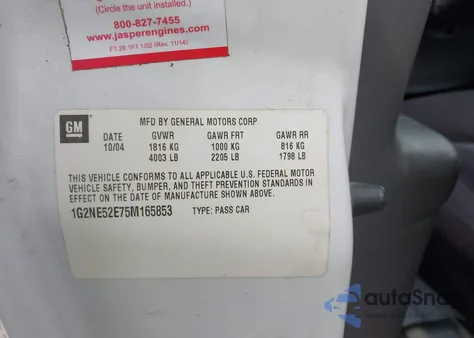 (Circle the unit installed.)
800-827-7455
www.jasperengines.com
F1.26.1F1 1/02 (Rev. 11/14)
GM
MFD BY GENERAL MOTORS CORP
DATE GVWR GAWR FRT GAWR RR
10/04 1816 KG 1000 KG 816 KG
4003 LB 2205 LB 1798 LB
THIS VEHICLE CONFORMS TO ALL APPLICABLE U.S. FEDERAL MOTOR
VEHICLE SAFETY, BUMPER, AND THEFT PREVENTION STANDARDS IN
EFFECT ON THE DATE OF MANUFACTURE SHOWN ABOVE.
1G2NE52E75M165853 TYPE: PASS CAR
autoSnap